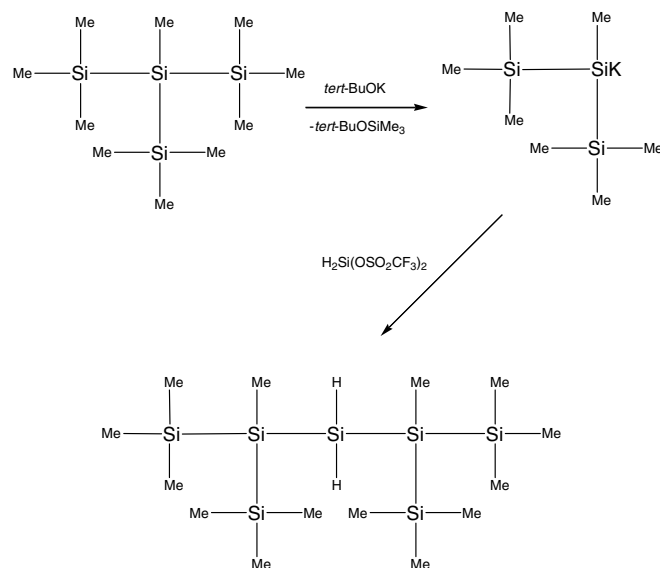 Me Me Me Me
Me Si Si Si Me
Me Me
Me Si Me
Me
tert-BuOK
-tert-BuOSiMe3
Me Me
Me Si SiK
Me
Me Si Me
Me
H2Si(OSO2CF3)2
Me Me H Me Me
Me Si Si Si Si Si Me
Me H Me
Me Si Me Me Si Me
Me Me